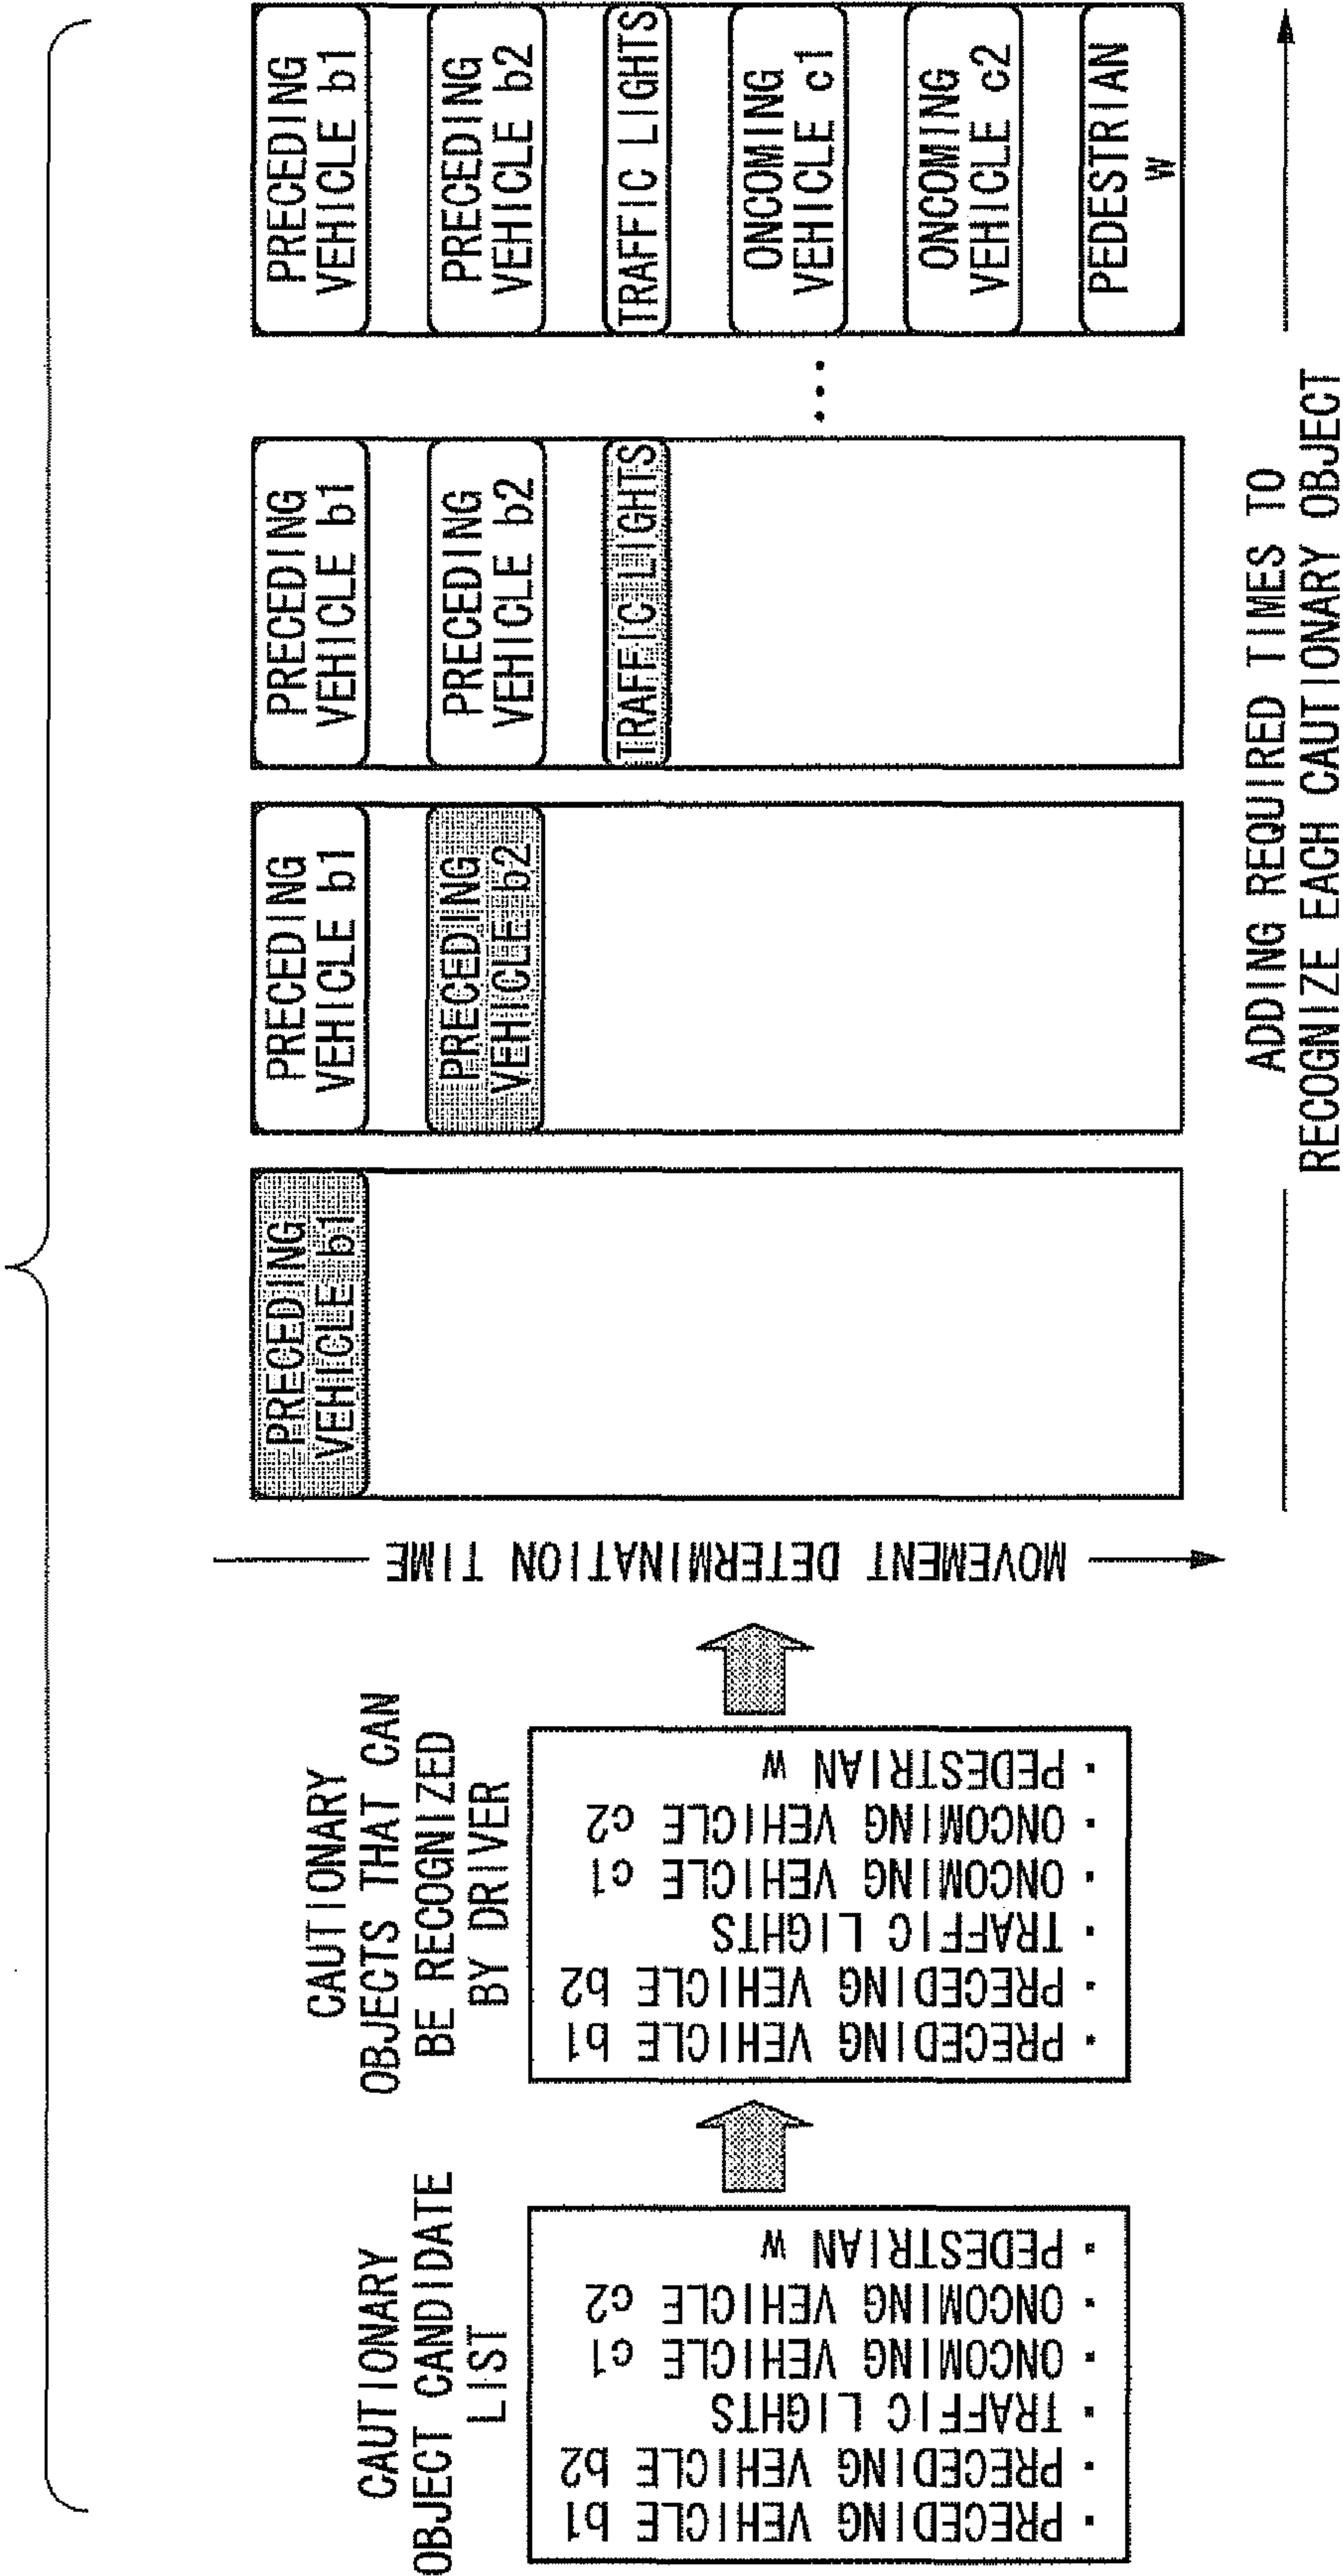 CAUTIONARY
OBJECT CANDIDATE
LIST
· PRECEDING VEHICLE b1
· PRECEDING VEHICLE b2
· TRAFFIC LIGHTS
· ONCOMING VEHICLE c1
· ONCOMING VEHICLE c2
· PEDESTRIAN w
CAUTIONARY
OBJECTS THAT CAN
BE RECOGNIZED
BY DRIVER
· PRECEDING VEHICLE b1
· PRECEDING VEHICLE b2
· TRAFFIC LIGHTS
· ONCOMING VEHICLE c1
· ONCOMING VEHICLE c2
· PEDESTRIAN w
MOVEMENT DETERMINATION TIME
PRECEDING
VEHICLE b1
PRECEDING
VEHICLE b1
PRECEDING
VEHICLE b2
PRECEDING
VEHICLE b1
PRECEDING
VEHICLE b2
TRAFFIC LIGHTS
...
PRECEDING
VEHICLE b1
PRECEDING
VEHICLE b2
TRAFFIC LIGHTS
ONCOMING
VEHICLE c1
ONCOMING
VEHICLE c2
PEDESTRIAN
w
ADDING REQUIRED TIMES TO
RECOGNIZE EACH CAUTIONARY OBJECT